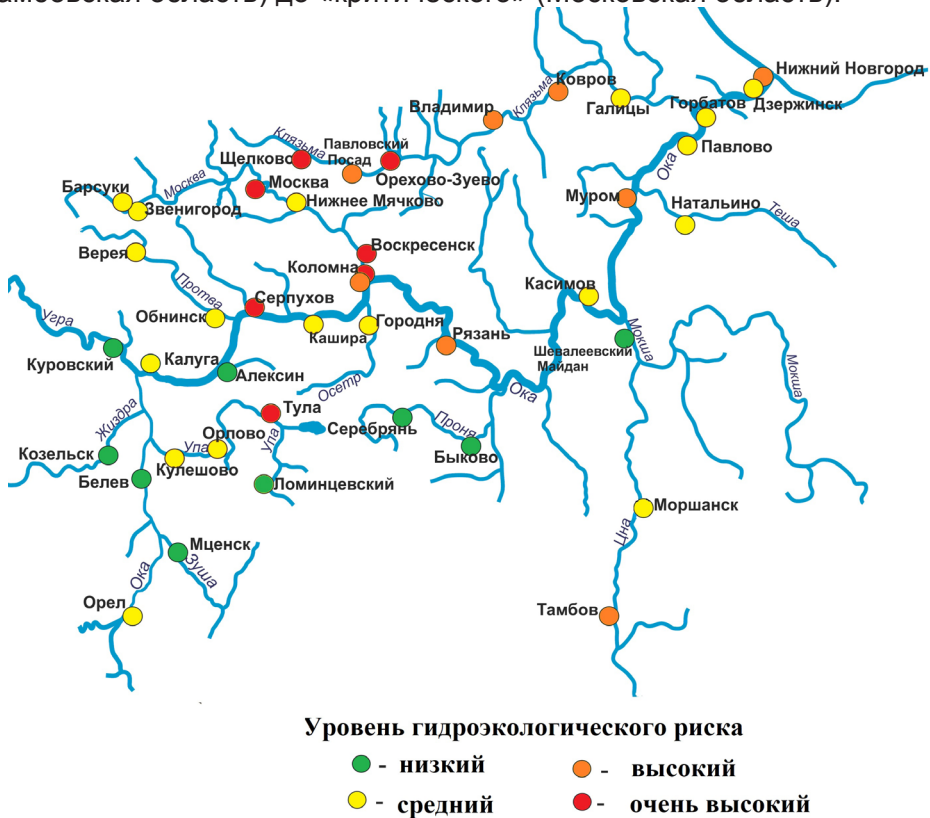 амбовская область) до «критического» (Московская область).
Нижний Новгород
Ковров
Клязьма
Галицы
Горбатов
Дзержинск
Владимир
Клязьма
Павловский
Посад
Щелково
Орехово-Зуево
Павлово
Ока
Москва
Москва
Барсуки
Звенигород
Нижнее Мячково
Муром
Натальино
Теша
Верея
Воскресенск
Коломна
Касимов
Протва
Серпухов
Обнинск
Кашира
Городня
Рязань
Угра
Куровский
Калуга
Алексин
Осетр
Ока
Шевалеевский
Майдан
Мокша
Мокша
Жиздра
Тула
Орлово
Упа
Упа
Серебрянь
Проня
Быково
Козельск
Белев
Кулешово
Ломинцевский
Моршанск
Цна
Мценск
Зуша
Ока
Орел
Тамбов
Уровень гидроэкологического риска
- низкий
- высокий
- средний
- очень высокий